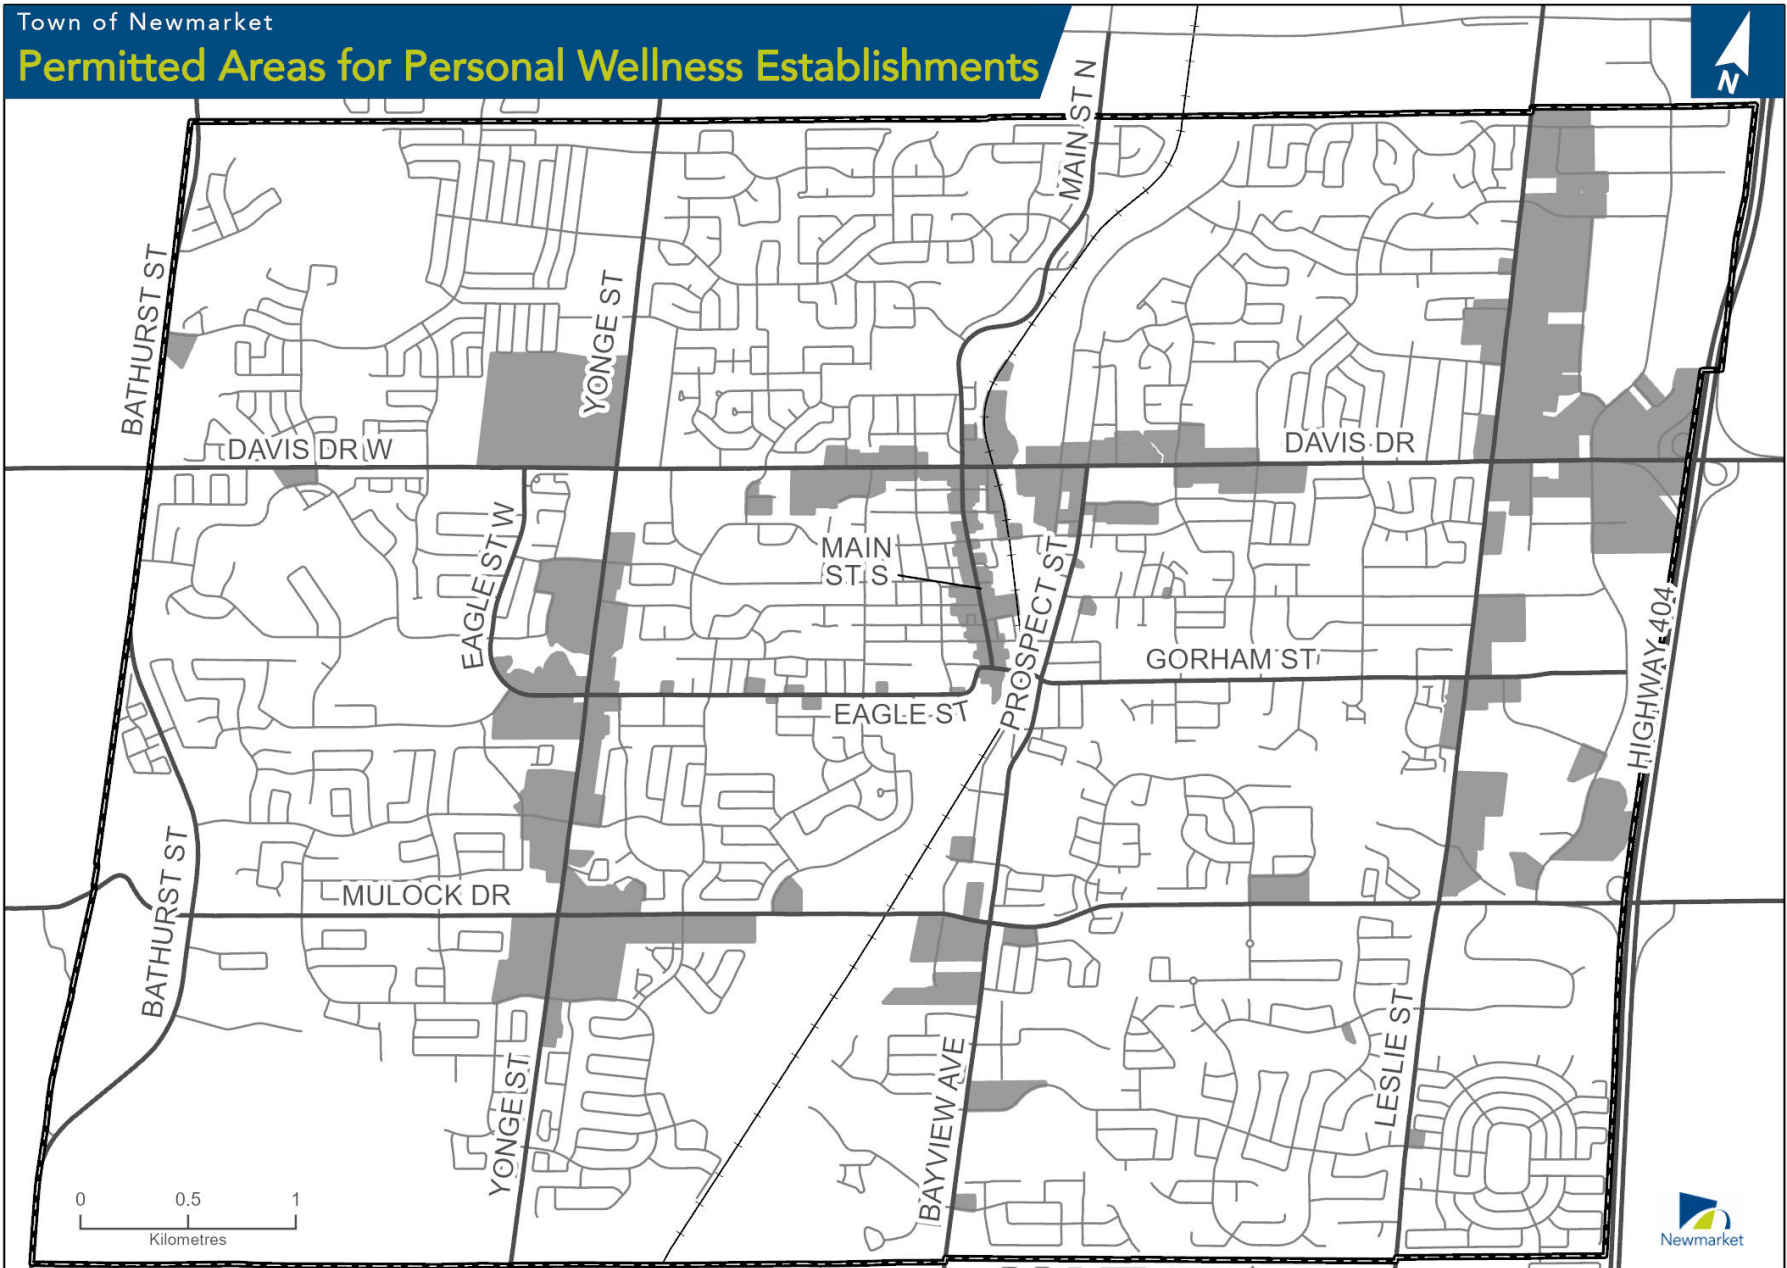 Town of Newmarket
Permitted Areas for Personal Wellness Establishments
N
MAIN ST N
BATHURST ST
YONGE ST
DAVIS DR W
DAVIS DR
EAGLE ST W
MAIN
ST S
PROSPECT ST
GORHAM ST
HIGHWAY 404
EAGLE ST
MULOCK DR
BATHURST ST
YONGE ST
BAYVIEW AVE
LESLIE ST
0 0.5 1
Kilometres
Newmarket